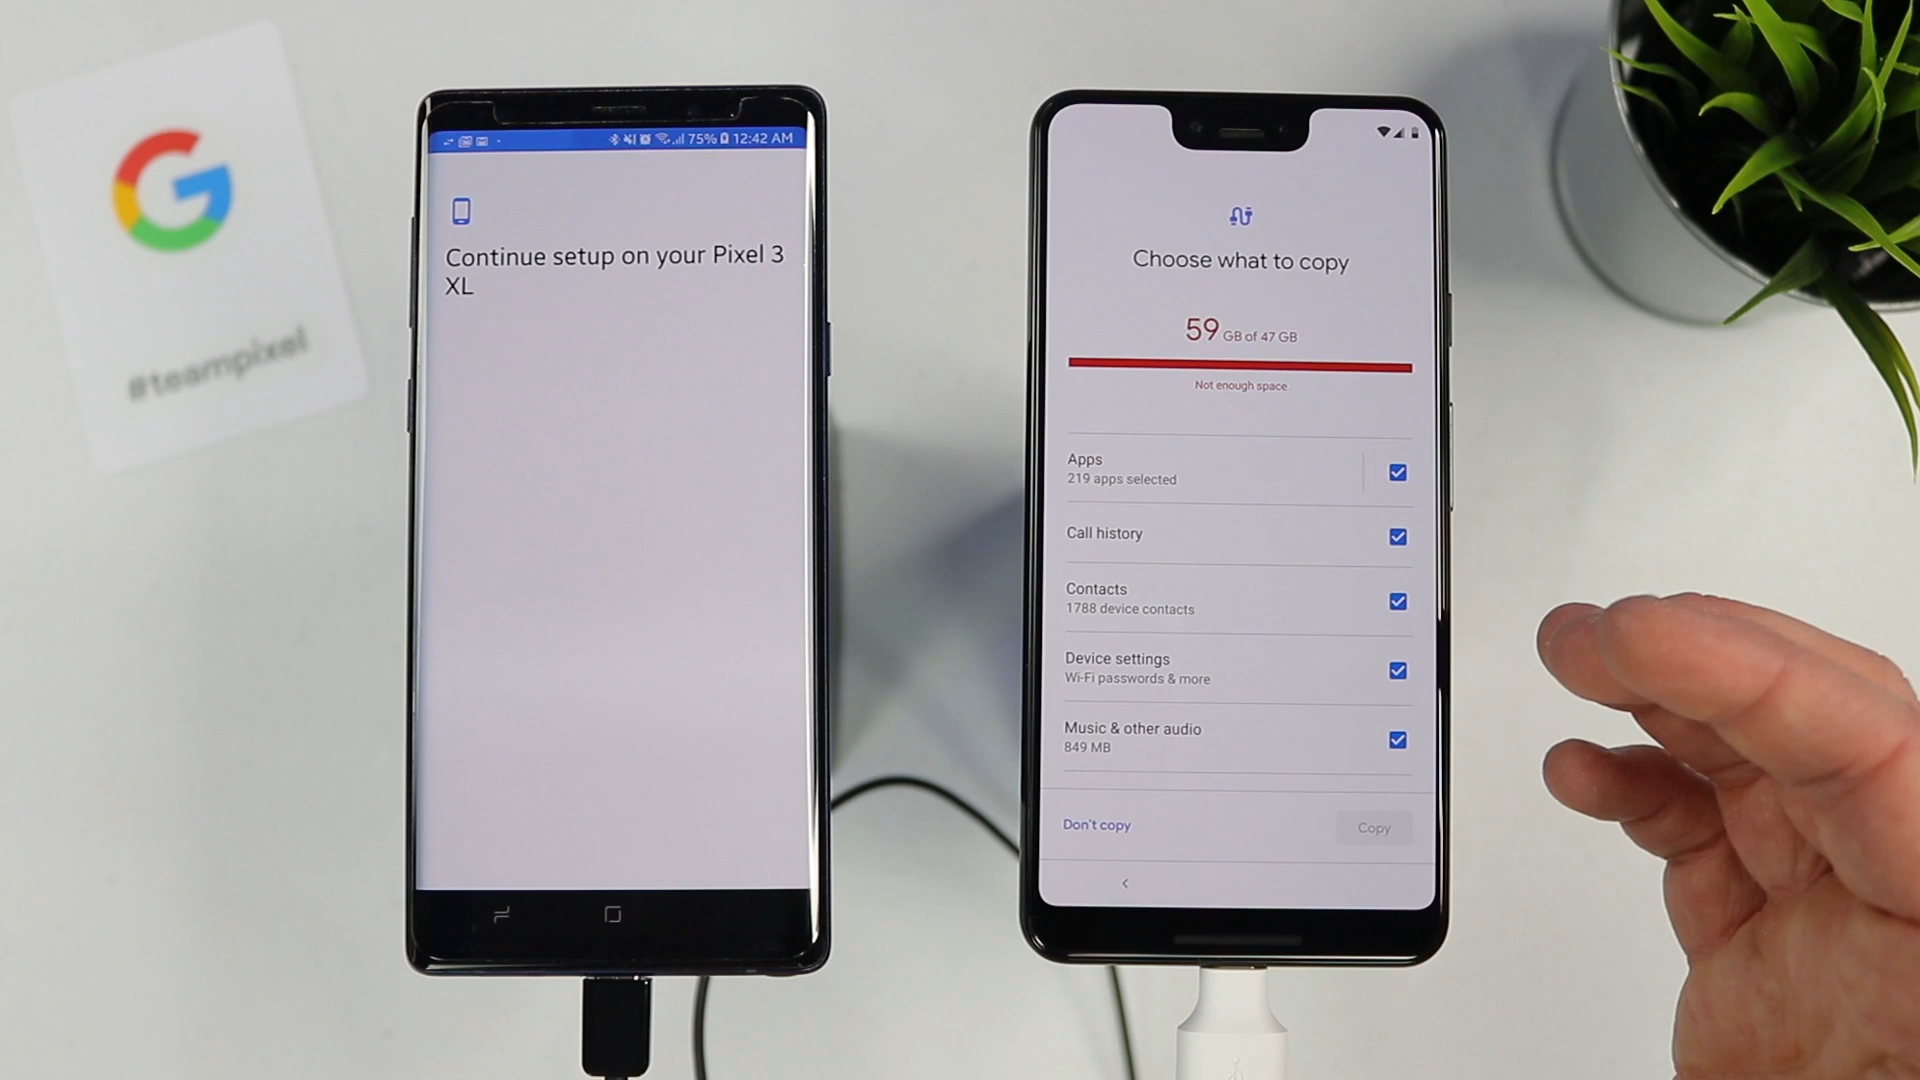 #teampixel
75% 12:42 AM
Continue setup on your Pixel 3
XL
Choose what to copy
59 GB of 47 GB
Not enough space
Apps
219 apps selected
Call history
Contacts
1788 device contacts
Device settings
Wi-Fi passwords & more
Music & other audio
849 MB
Don't copy
Copy